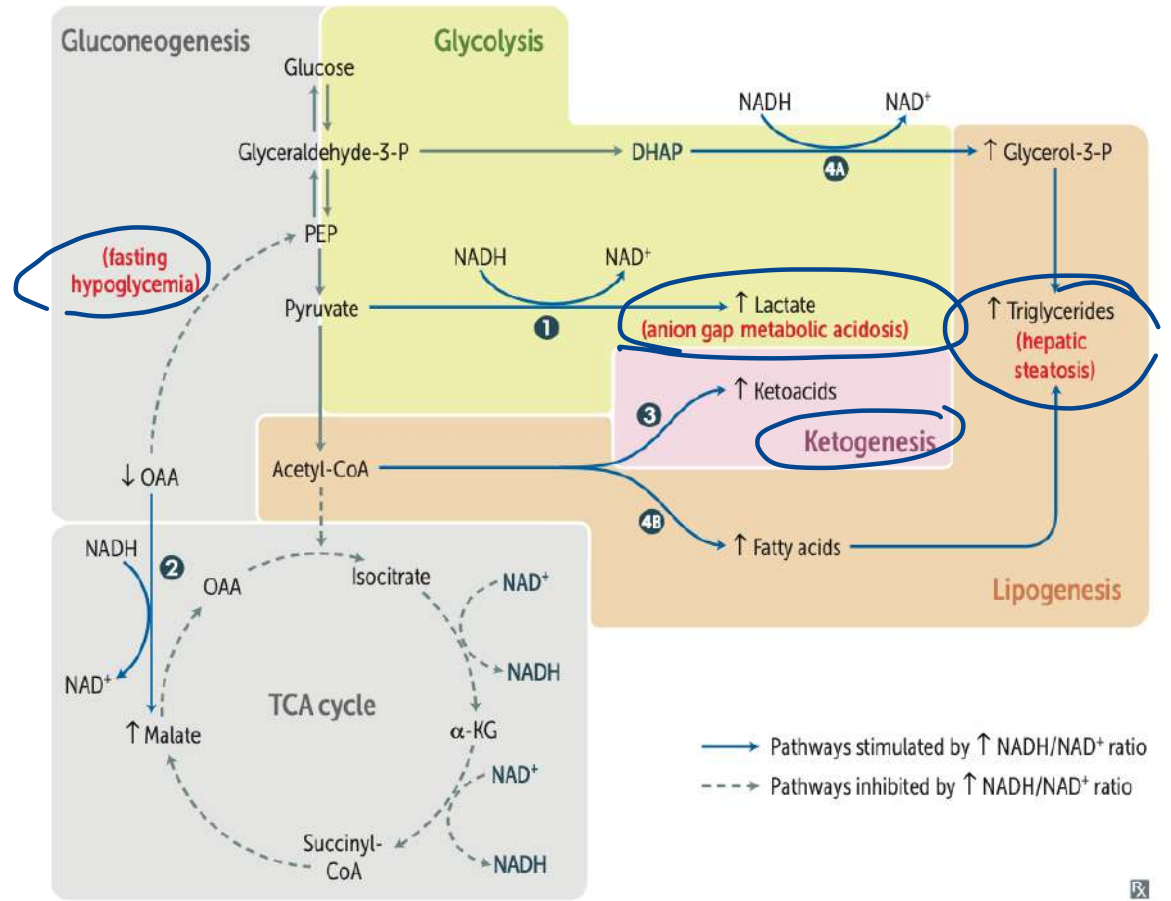 Gluconeogenesis
Glycolysis
Glucose
NADH
NAD+
Glyceraldehyde-3-P
DHAP
↑ Glycerol-3-P
4A
PEP
(fasting
hypoglycemia)
NADH
NAD+
Pyruvate
↑ Lactate
(anion gap metabolic acidosis)
1
↑ Triglycerides
(hepatic
steatosis)
↑ Ketoacids
3
Ketogenesis
↓ OAA
Acetyl-CoA
4B
↑ Fatty acids
Lipogenesis
NADH
2
OAA
Isocitrate
NAD+
NADH
NAD+
TCA cycle
↑ Malate
α-KG
NAD+
NADH
Succinyl-
CoA
Pathways stimulated by ↑ NADH/NAD+ ratio
Pathways inhibited by ↑ NADH/NAD+ ratio
Rx